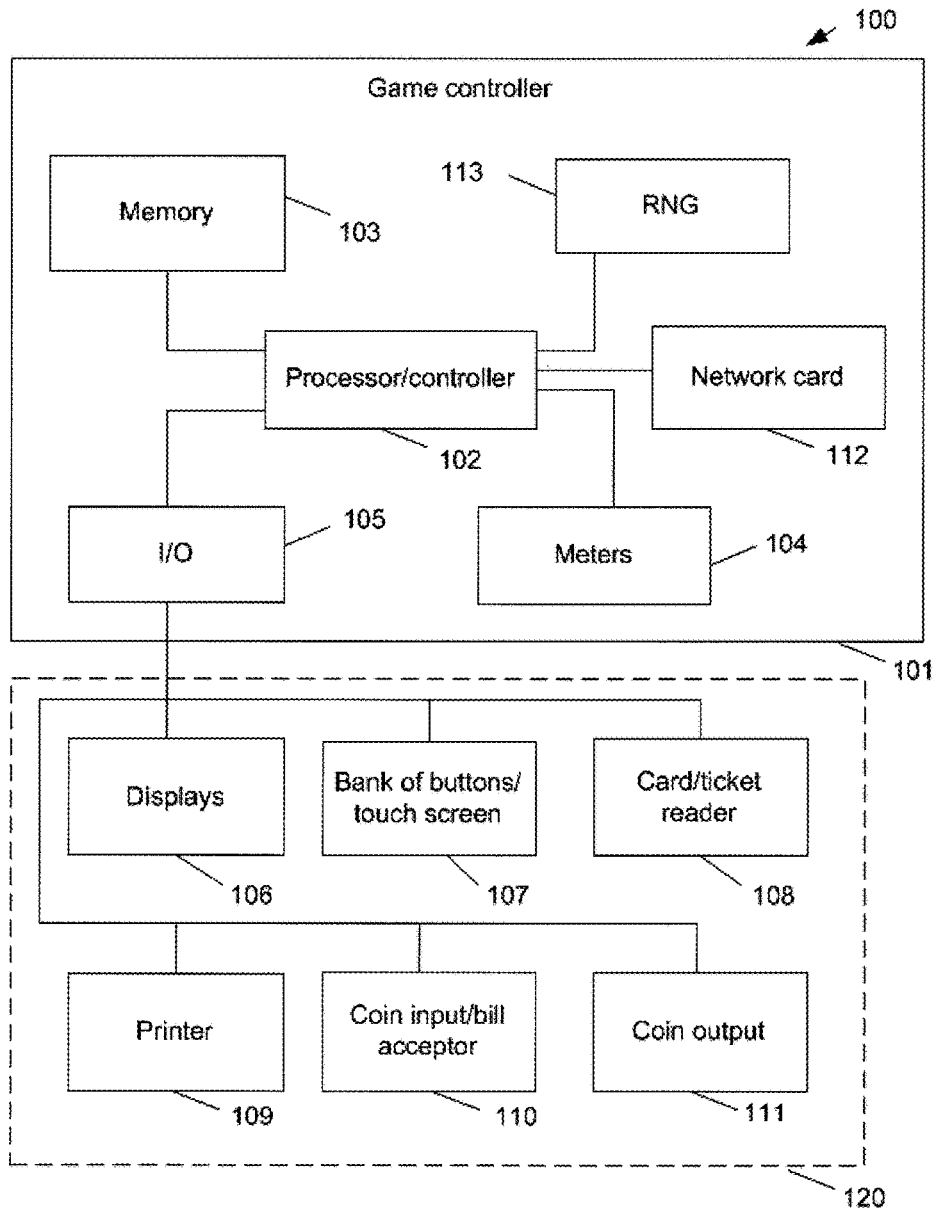 100
Game controller
Memory
103
113
RNG
Processor/controller
102
Network card
112
I/O
105
Meters
104
101
Displays
106
Bank of buttons/
touch screen
107
Card/ticket
reader
108
Printer
109
Coin input/bill
acceptor
110
Coin output
111
120